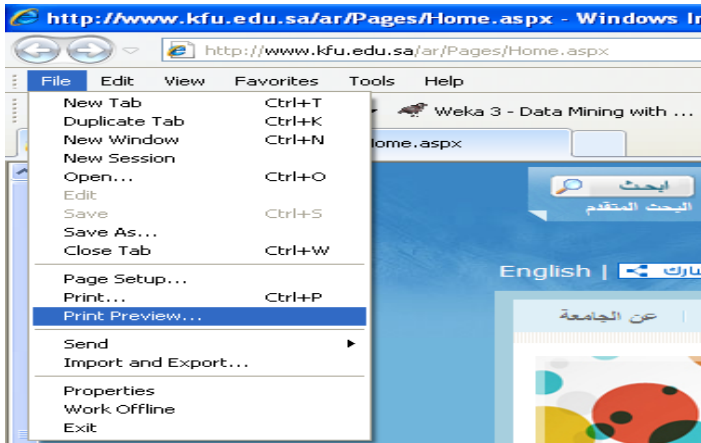 http://www.kfu.edu.sa/ar/Pages/Home.aspx - Windows
http://www.kfu.edu.sa/ar/Pages/Home.aspx
File Edit View Favorites Tools Help
Weka 3 - Data Mining with ...
New Tab Ctrl+T
Duplicate Tab Ctrl+K
New Window Ctrl+N
ome.aspx
New Session
Open... Ctrl+O
ابحث
Edit
البحث المتقدم
Save Ctrl+S
Save As...
Close Tab Ctrl+W
English |
Page Setup...
Print... Ctrl+P
Print Preview...
عن الجامعة
Send
Import and Export...
Properties
Work Offline
Exit